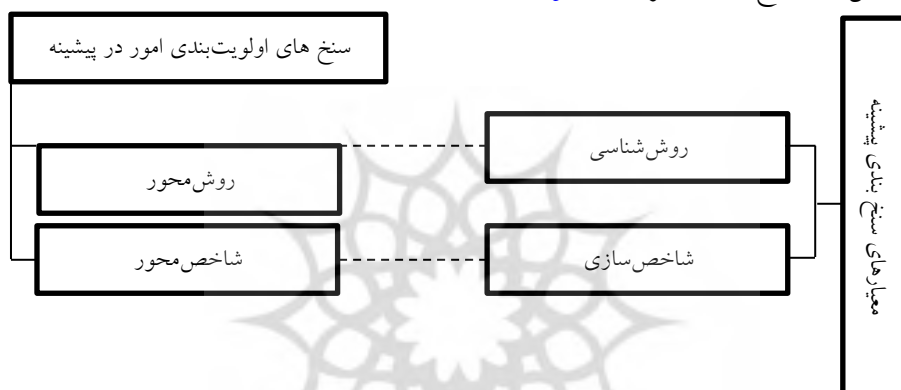 سنخ های اولویت‌بندی امور در پیشینه
معیارهای سنخ بندی پیشینه
روش‌شناسی
روش‌محور
شاخص‌سازی
شاخص‌محور